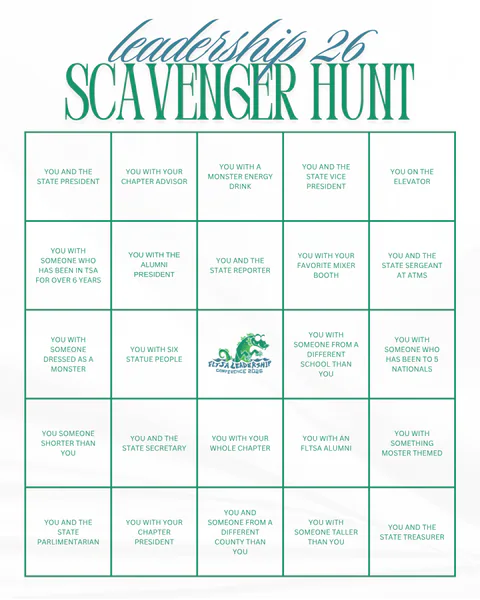 leadership 26
SCAVENGER HUNT
YOU AND THE
STATE PRESIDENT
YOU WITH YOUR
CHAPTER ADVISOR
YOU WITH A
MONSTER ENERGY
DRINK
YOU AND THE
STATE VICE
PRESIDENT
YOU ON THE
ELEVATOR
YOU WITH
SOMEONE WHO
HAS BEEN IN TSA
FOR OVER 6 YEARS
YOU WITH THE
ALUMNI
PRESIDENT
YOU AND THE
STATE REPORTER
YOU WITH YOUR
FAVORITE MIXER
BOOTH
YOU AND THE
STATE SERGEANT
AT ATMS
YOU WITH
SOMEONE
DRESSED AS A
MONSTER
YOU WITH SIX
STATUE PEOPLE
FLTSA LEADERSHIP
CONFERENCE 2026
YOU WITH
SOMEONE FROM A
DIFFERENT
SCHOOL THAN
YOU
YOU WITH
SOMEONE WHO
HAS BEEN TO 5
NATIONALS
YOU SOMEONE
SHORTER THAN
YOU
YOU AND THE
STATE SECRETARY
YOU WITH YOUR
WHOLE CHAPTER
YOU WITH AN
FLTSA ALUMNI
YOU WITH
SOMETHING
MOSTER THEMED
YOU AND THE
STATE
PARLIMENTARIAN
YOU WITH YOUR
CHAPTER
PRESIDENT
YOU AND
SOMEONE FROM A
DIFFERENT
COUNTY THAN
YOU
YOU WITH
SOMEONE TALLER
THAN YOU
YOU AND THE
STATE TREASURER